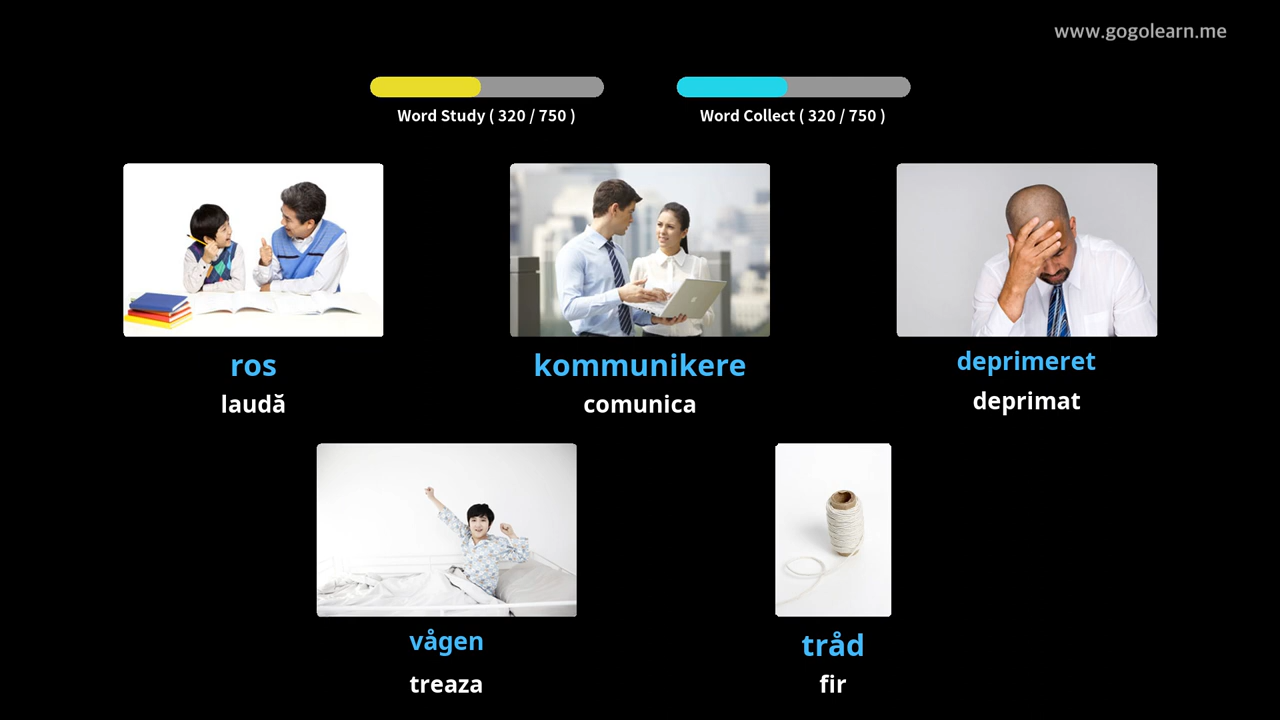 www.gogolearn.me
Word Study ( 320 / 750 )
Word Collect ( 320 / 750 )
ros
laudă
kommunikere
comunica
deprimeret
deprimat
vågen
treaza
tråd
fir